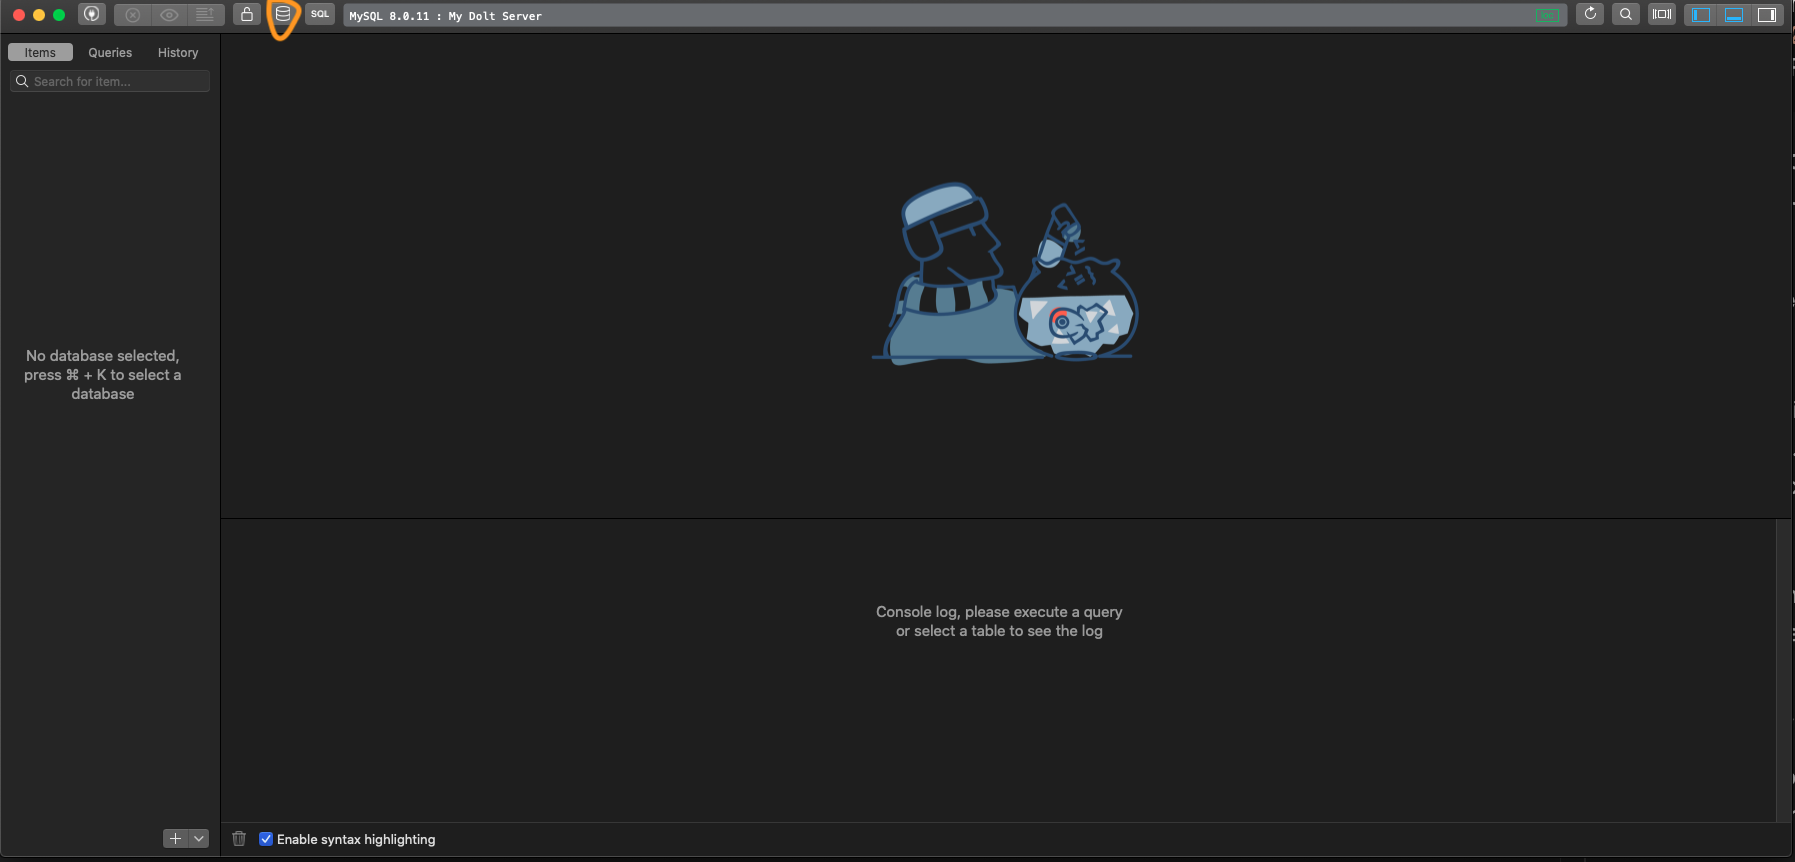 SQL
MySQL 8.0.11 : My Dolt Server
Items
Queries
History
Search for item...
No database selected,
press ⌘ + K to select a
database
Console log, please execute a query
or select a table to see the log
Enable syntax highlighting